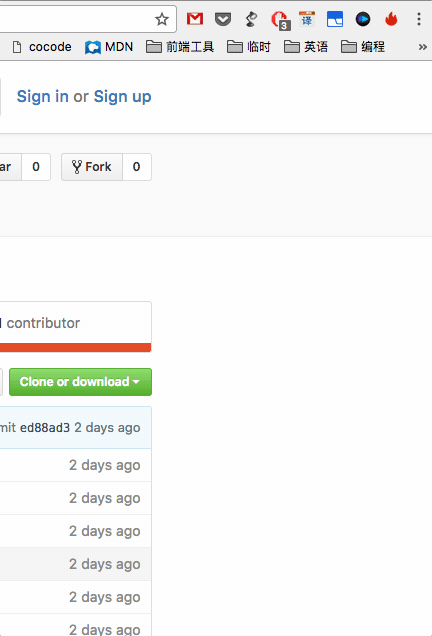 3 译
cocode MDN 前端工具 临时 英语 编程 »
Sign in or Sign up
0 Fork 0
contributor
Clone or download
ed88ad3 2 days ago
2 days ago
2 days ago
2 days ago
2 days ago
2 days ago
2 days ago